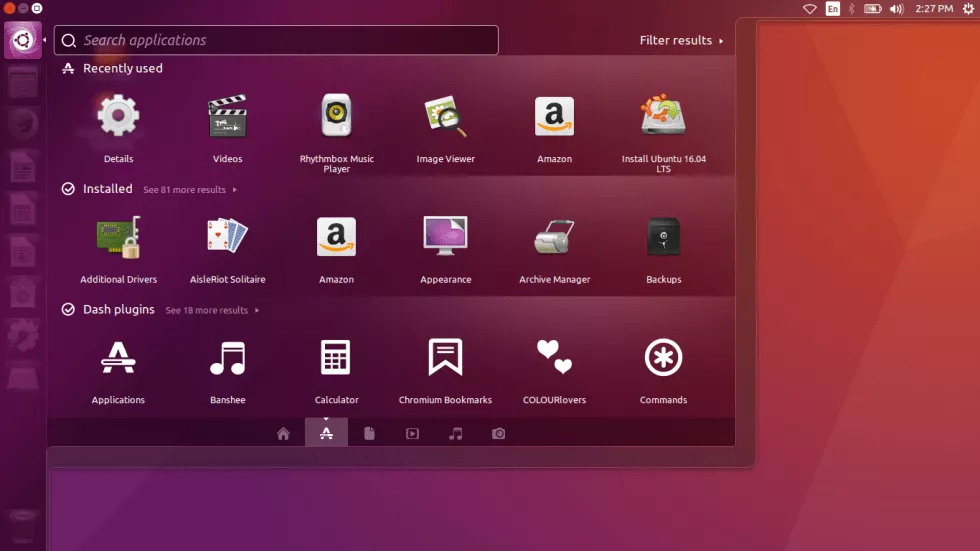 En
2:27 PM
Search applications
Filter results
Recently used
Details
Videos
Rhythmbox Music
Player
Image Viewer
a
Amazon
Install Ubuntu 16.04
LTS
Installed See 81 more results
Additional Drivers
AisleRiot Solitaire
a
Amazon
Appearance
Archive Manager
Backups
Dash plugins See 18 more results
Applications
Banshee
Calculator
Chromium Bookmarks
COLOURlovers
Commands